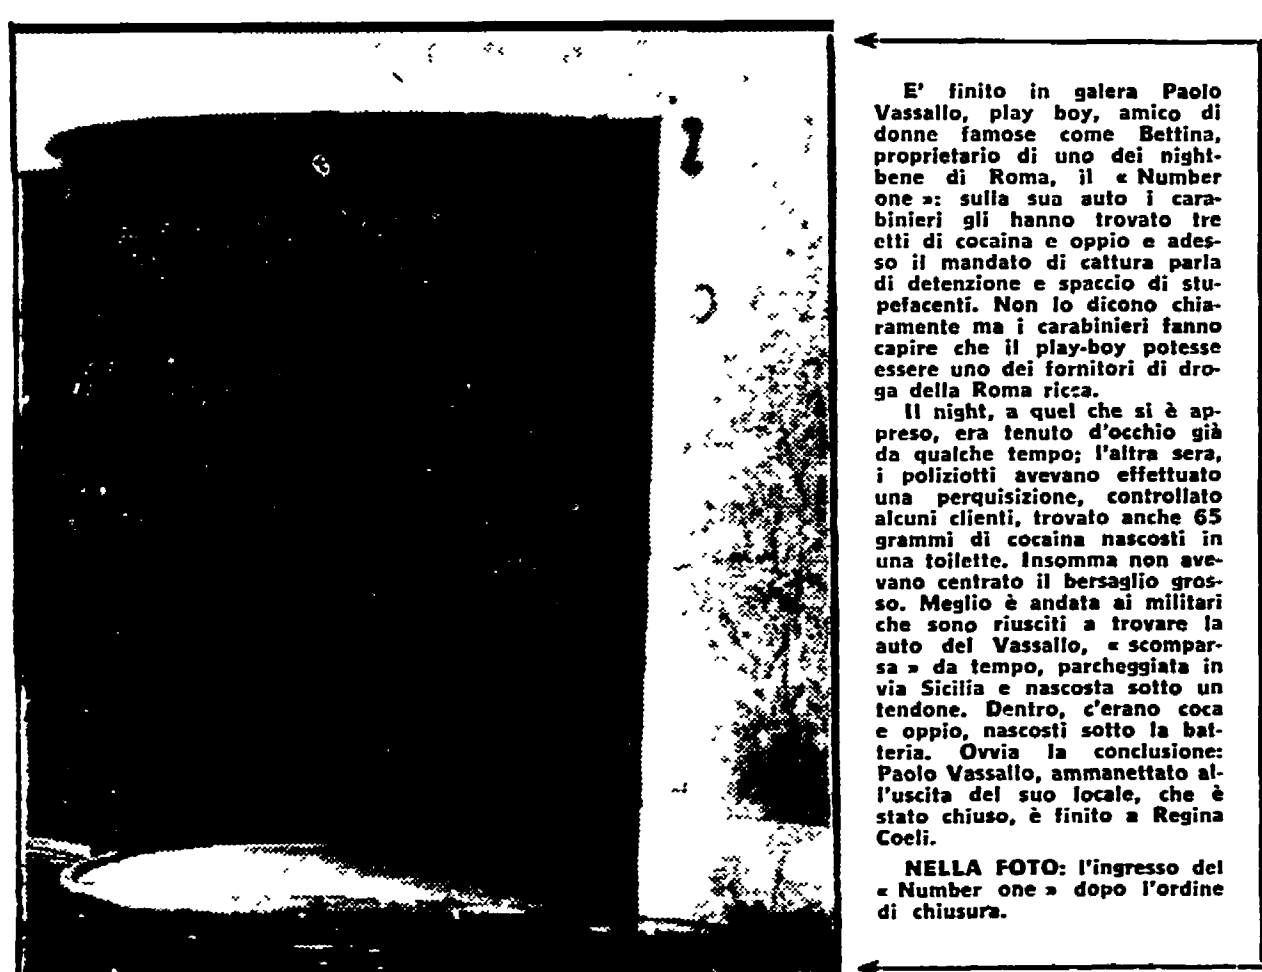 E' finito in galera Paolo
Vassallo, play boy, amico di
donne famose come Bettina,
proprietario di uno dei night-
bene di Roma, il « Number
one »: sulla sua auto i cara-
binieri gli hanno trovato tre
etti di cocaina e oppio e ades-
so il mandato di cattura parla
di detenzione e spaccio di stu-
pefacenti. Non lo dicono chia-
ramente ma i carabinieri fanno
capire che il play-boy potesse
essere uno dei fornitori di dro-
ga della Roma ricca.
Il night, a quel che si è ap-
preso, era tenuto d'occhio già
da qualche tempo; l'altra sera,
i poliziotti avevano effettuato
una perquisizione, controllato
alcuni clienti, trovato anche 65
grammi di cocaina nascosti in
una toilette. Insomma non ave-
vano centrato il bersaglio gros-
so. Meglio è andata ai militari
che sono riusciti a trovare la
auto del Vassallo, « scompar-
sa » da tempo, parcheggiata in
via Sicilia e nascosta sotto un
tendone. Dentro, c'erano coca
e oppio, nascosti sotto la bat-
teria. Ovvia la conclusione:
Paolo Vassallo, ammanettato al-
l'uscita del suo locale, che è
stato chiuso, è finito a Regina
Coeli.
NELLA FOTO: l'ingresso del
« Number one » dopo l'ordine
di chiusura.